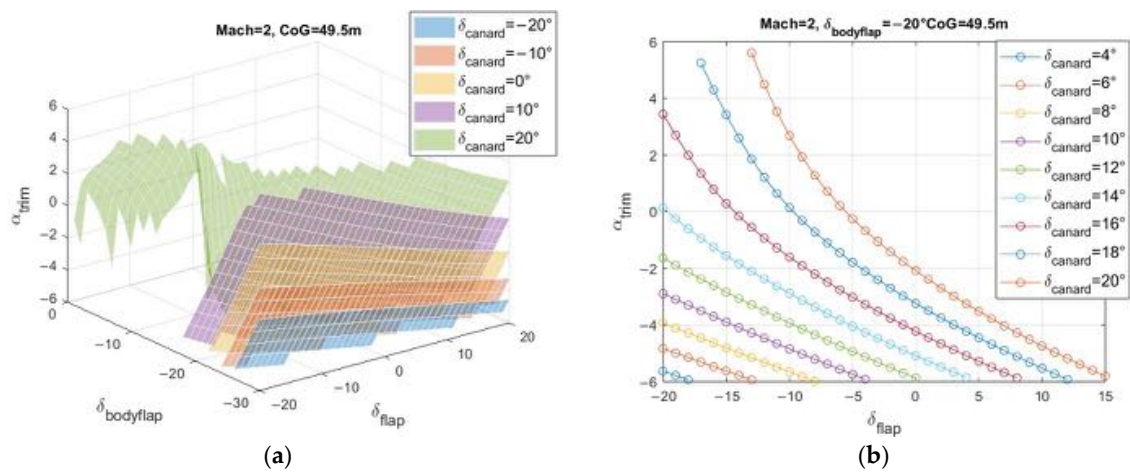 Mach=2, CoG=49.5m
δcanard=−20°
δcanard=−10°
δcanard=0°
δcanard=10°
δcanard=20°
6
4
2
0
−2
−4
−6
αtrim
0
−10
−20
−30
δbodyflap
−20
−10
0
10
20
δflap
(a)
Mach=2, δbodyflap=−20°CoG=49.5m
δcanard=4°
δcanard=6°
δcanard=8°
δcanard=10°
δcanard=12°
δcanard=14°
δcanard=16°
δcanard=18°
δcanard=20°
6
4
2
0
−2
−4
−6
αtrim
−20 −15 −10 −5 0 5 10 15
δflap
(b)